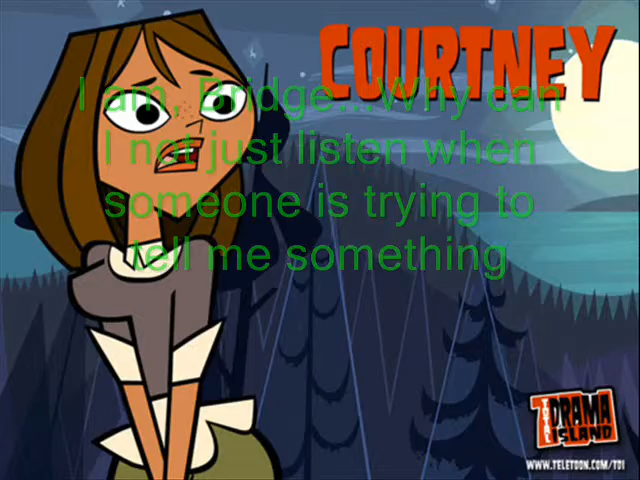 COURTNEY
I am, Bridge...Why can
I not just listen when
someone is trying to
tell me something
TOTAL
DRAMA
ISLAND
WWW.TELETOON.COM/TDI